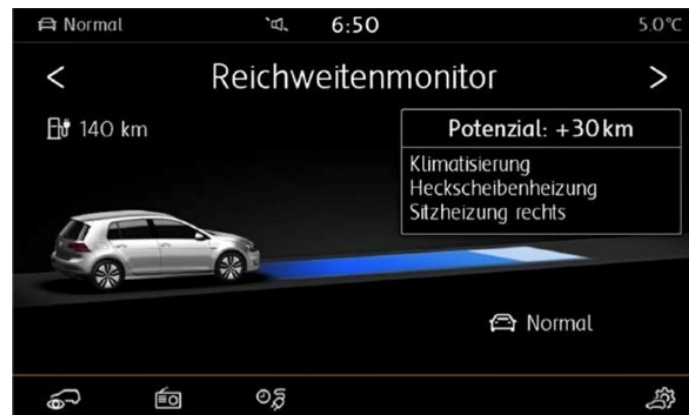 Normal 6:50 5.0°C
Reichweitenmonitor
140 km
Potenzial: +30 km
Klimatisierung
Heckscheibenheizung
Sitzheizung rechts
Normal